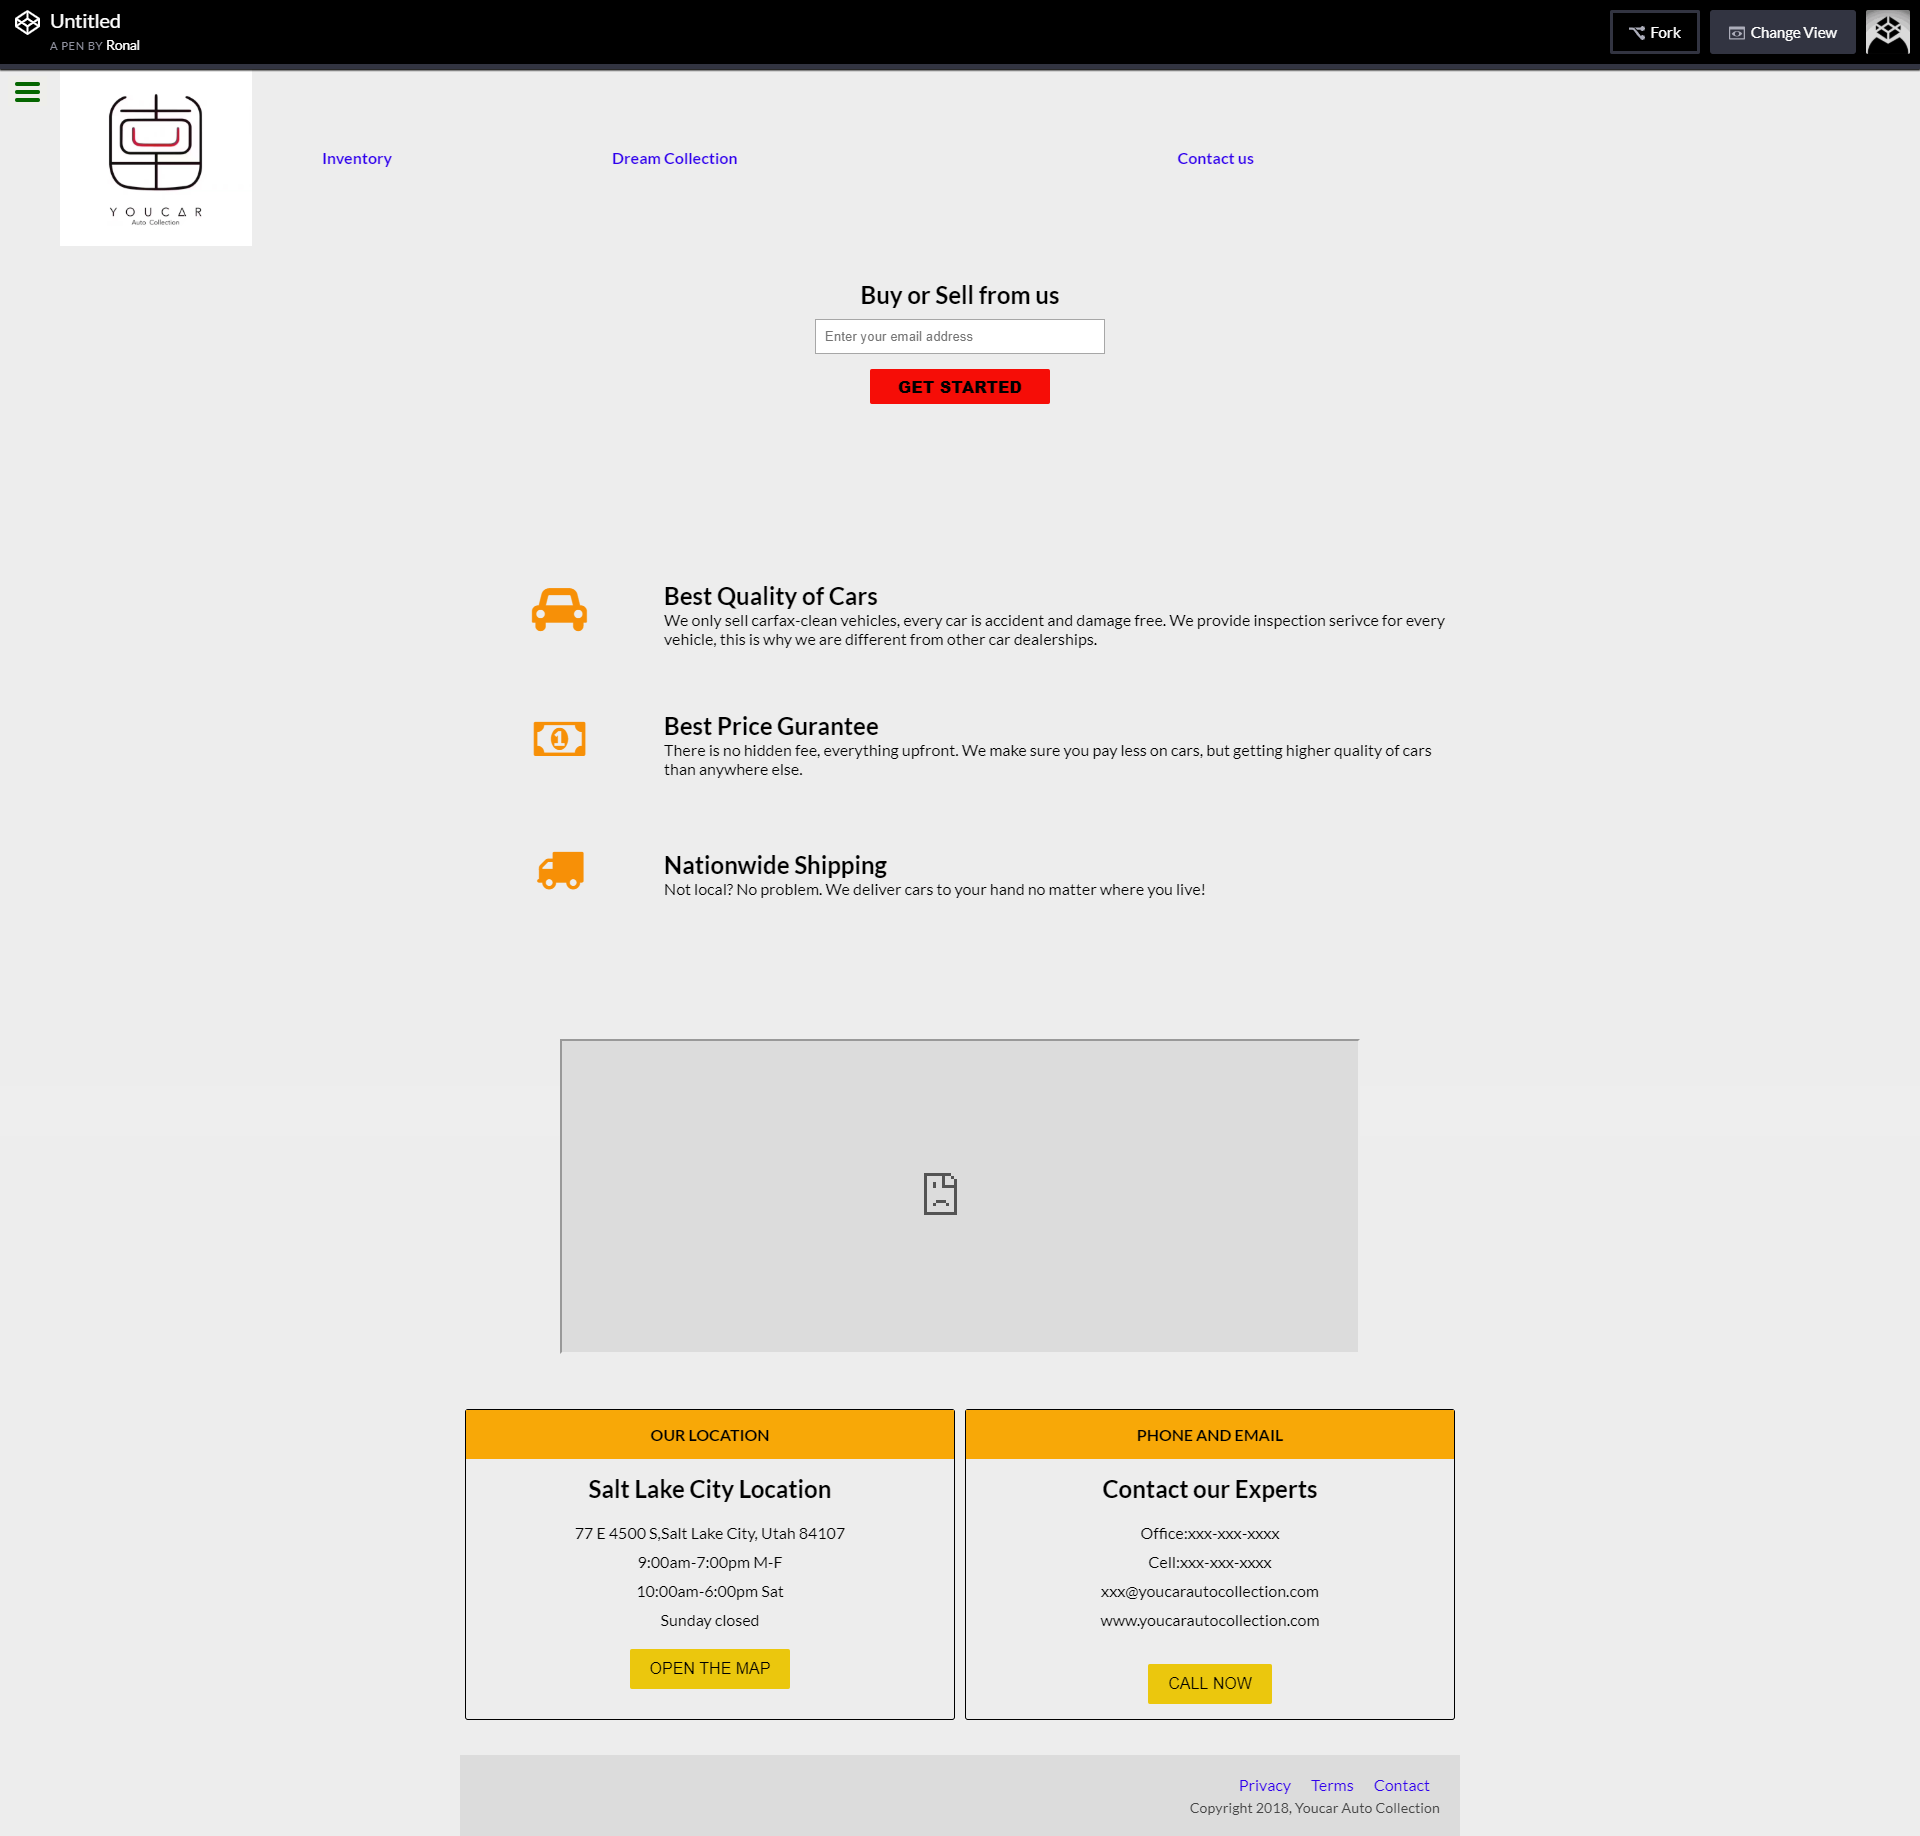 Untitled
A PEN BY Ronal
Fork
Change View
YOUCAR
Auto Collection
Inventory
Dream Collection
Contact us
Buy or Sell from us
Enter your email address
GET STARTED
Best Quality of Cars
We only sell carfax-clean vehicles, every car is accident and damage free. We provide inspection serivce for every
vehicle, this is why we are different from other car dealerships.
1
Best Price Gurantee
There is no hidden fee, everything upfront. We make sure you pay less on cars, but getting higher quality of cars
than anywhere else.
Nationwide Shipping
Not local? No problem. We deliver cars to your hand no matter where you live!
OUR LOCATION
Salt Lake City Location
77 E 4500 S,Salt Lake City, Utah 84107
9:00am-7:00pm M-F
10:00am-6:00pm Sat
Sunday closed
OPEN THE MAP
PHONE AND EMAIL
Contact our Experts
Office:xxx-xxx-xxxx
Cell:xxx-xxx-xxxx
xxx@youcarautocollection.com
www.youcarautocollection.com
CALL NOW
Privacy
Terms
Contact
Copyright 2018, Youcar Auto Collection